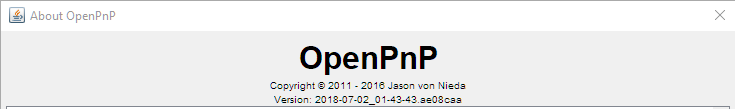 About OpenPnP
OpenPnP
Copyright © 2011 - 2016 Jason von Nieda
Version: 2018-07-02_01-43-43.ae08caa